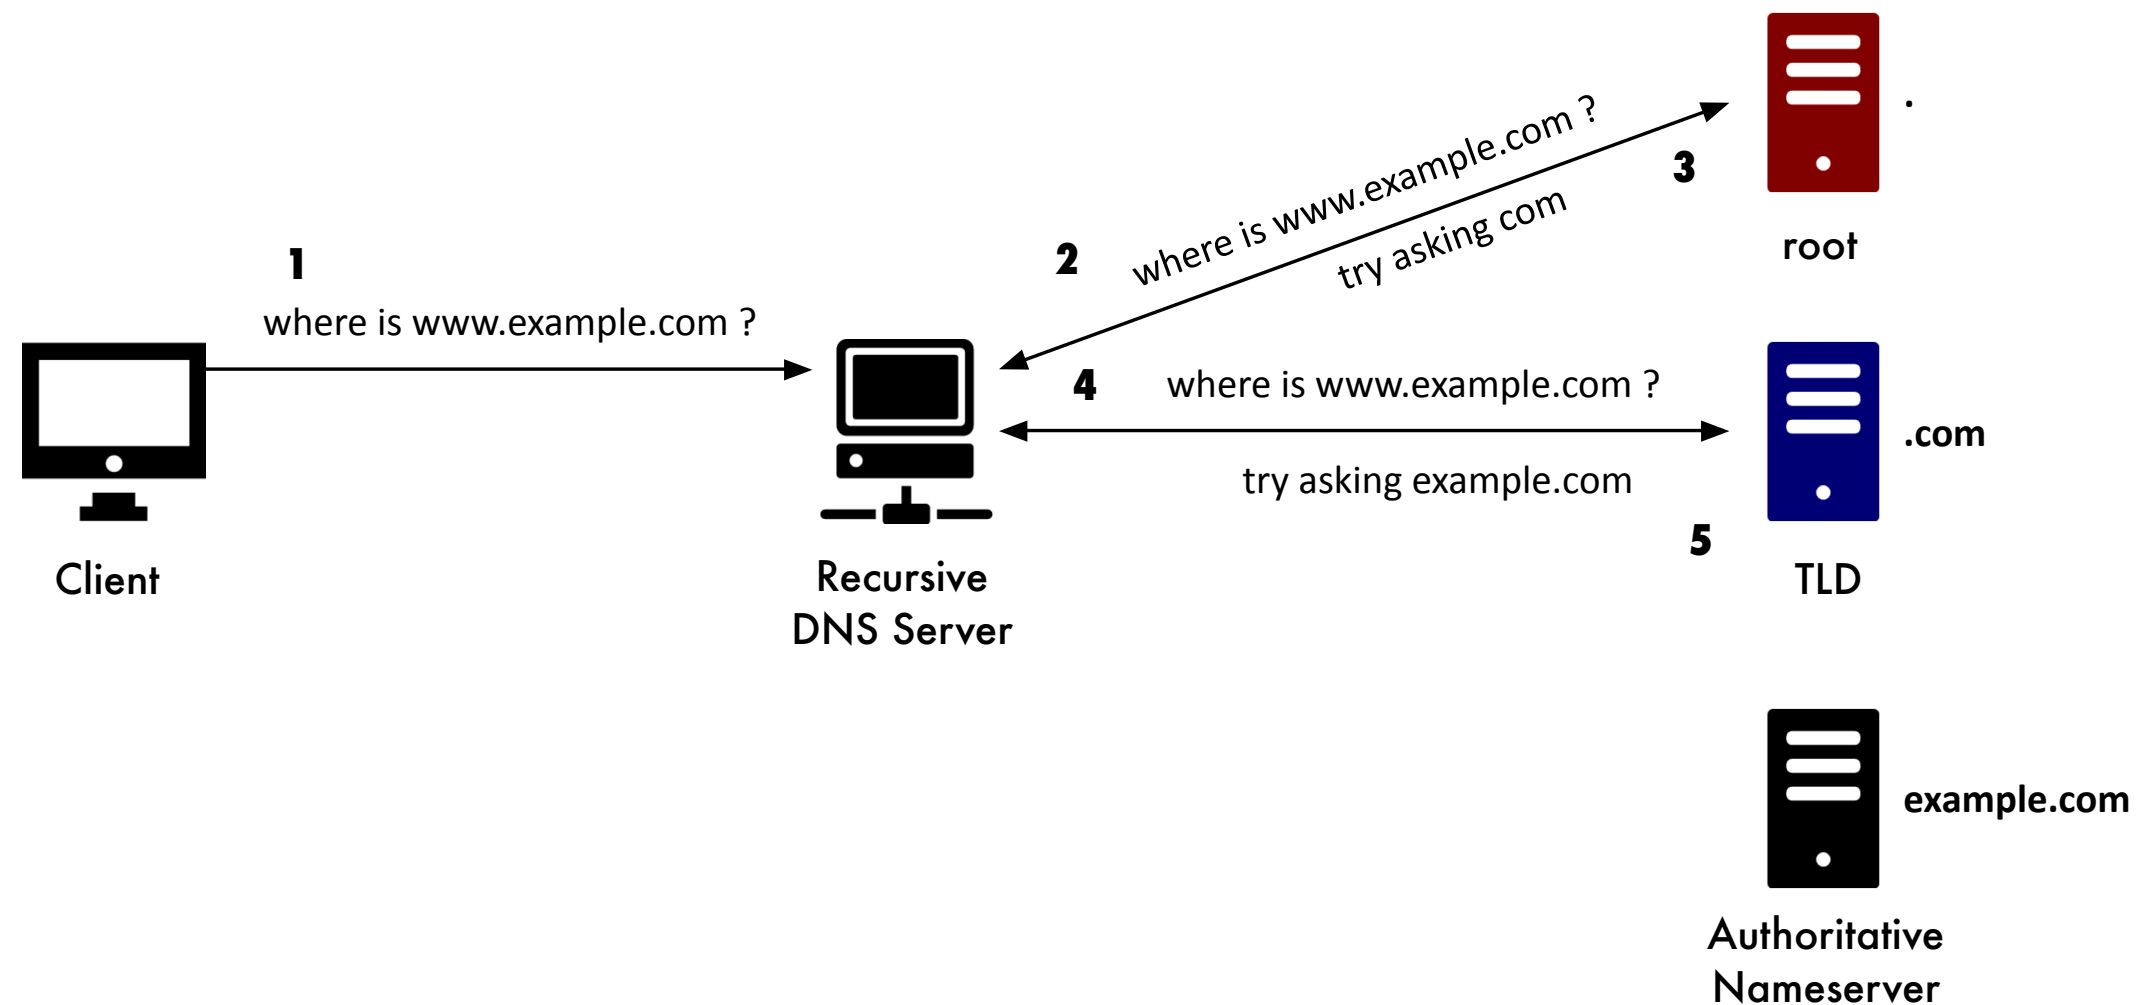 .
where is www.example.com ?
3
try asking com
2
root
1
where is www.example.com ?
4
where is www.example.com ?
.com
try asking example.com
5
Client
Recursive
DNS Server
TLD
example.com
Authoritative
Nameserver